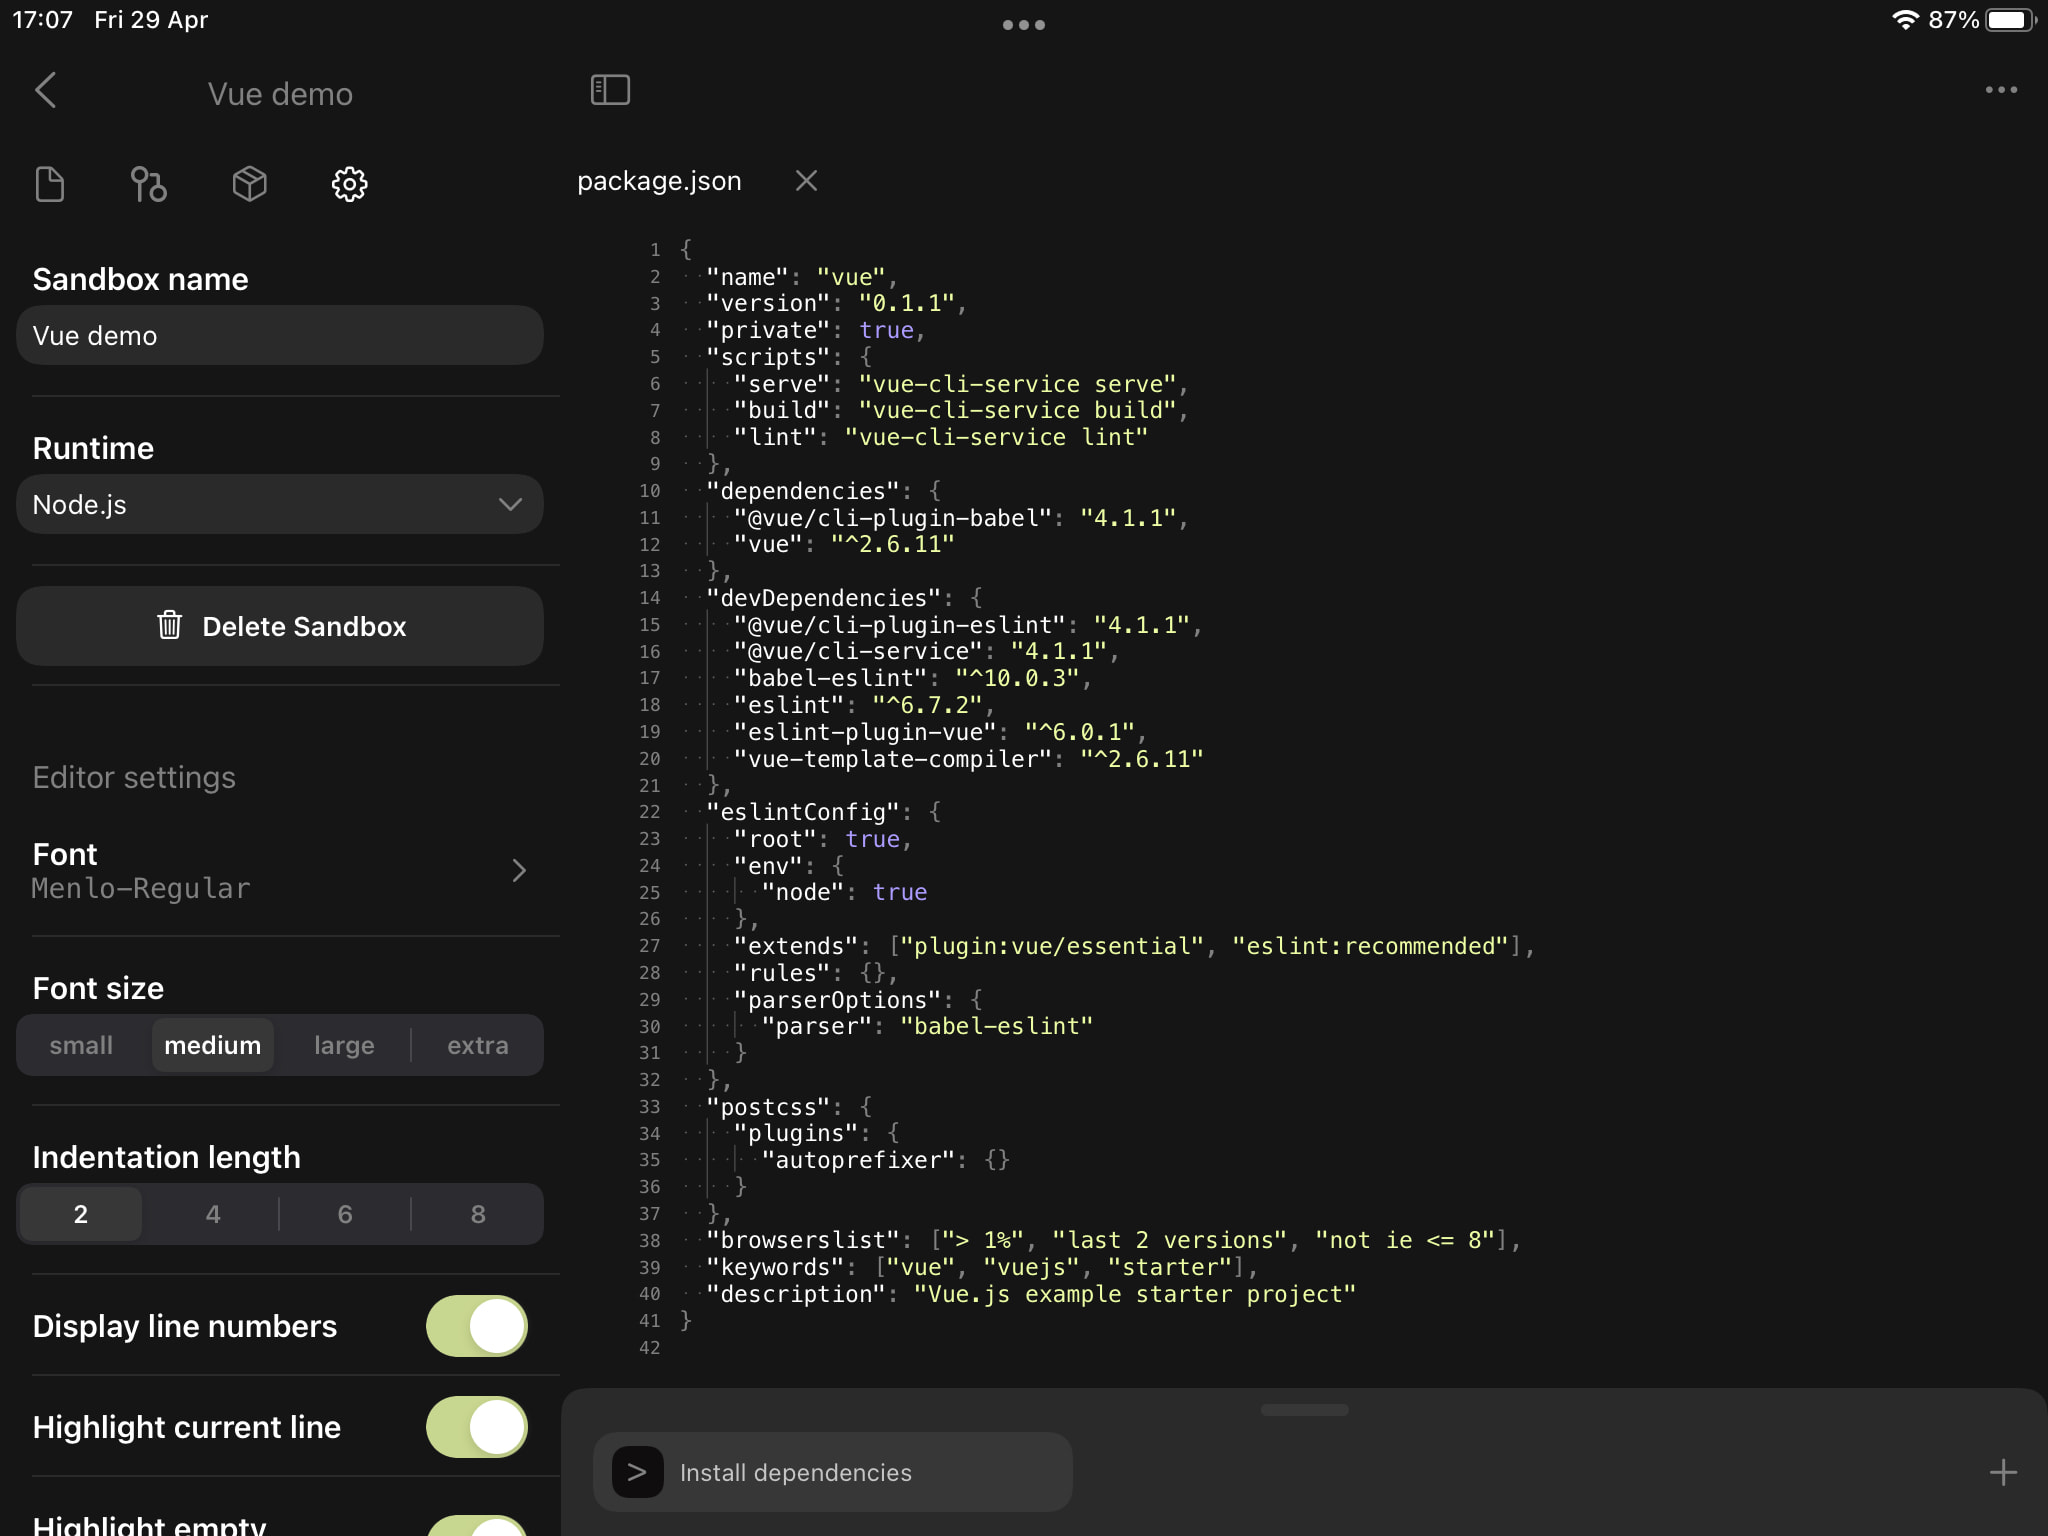 17:07 Fri 29 Apr
87%
Vue demo
package.json
Sandbox name
Vue demo
Runtime
Node.js
Delete Sandbox
Editor settings
Font
Menlo-Regular
Font size
small medium large extra
Indentation length
2 4 6 8
Display line numbers
Highlight current line
Highlight empty
1 {
2 "name": "vue",
3 "version": "0.1.1",
4 "private": true,
5 "scripts": {
6 "serve": "vue-cli-service serve",
7 "build": "vue-cli-service build",
8 "lint": "vue-cli-service lint"
9 },
10 "dependencies": {
11 "@vue/cli-plugin-babel": "4.1.1",
12 "vue": "^2.6.11"
13 },
14 "devDependencies": {
15 "@vue/cli-plugin-eslint": "4.1.1",
16 "@vue/cli-service": "4.1.1",
17 "babel-eslint": "^10.0.3",
18 "eslint": "^6.7.2",
19 "eslint-plugin-vue": "^6.0.1",
20 "vue-template-compiler": "^2.6.11"
21 },
22 "eslintConfig": {
23 "root": true,
24 "env": {
25 "node": true
26 },
27 "extends": ["plugin:vue/essential", "eslint:recommended"],
28 "rules": {},
29 "parserOptions": {
30 "parser": "babel-eslint"
31 }
32 },
33 "postcss": {
34 "plugins": {
35 "autoprefixer": {}
36 }
37 },
38 "browserslist": ["> 1%", "last 2 versions", "not ie <= 8"],
39 "keywords": ["vue", "vuejs", "starter"],
40 "description": "Vue.js example starter project"
41 }
42
Install dependencies